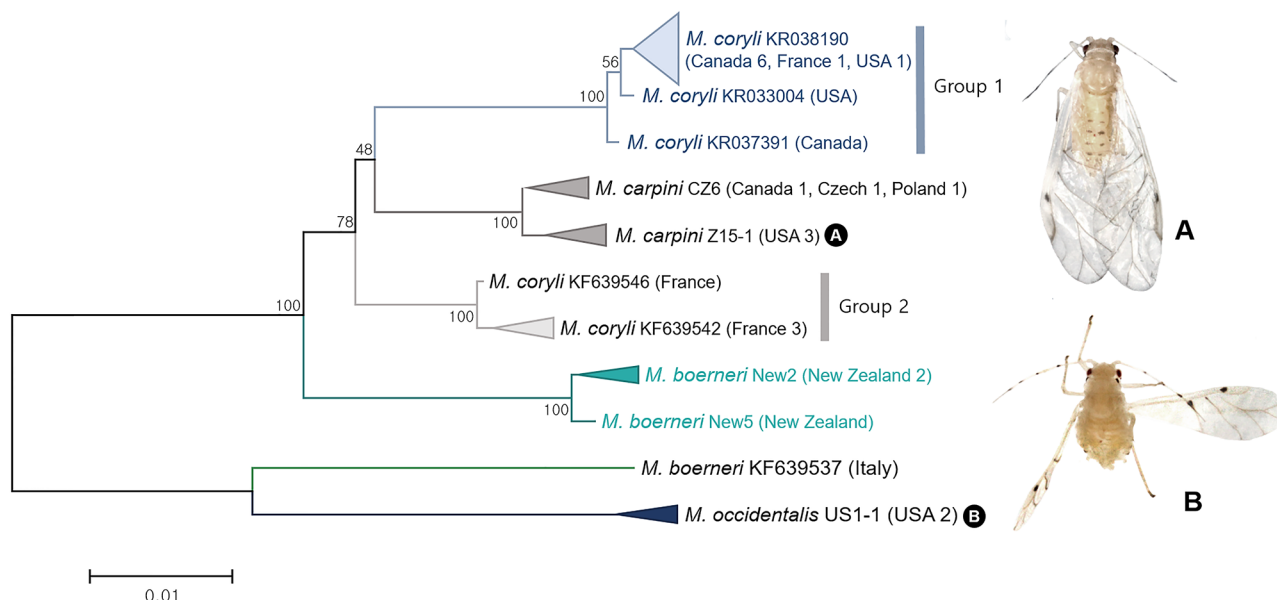 M. coryli KR038190
(Canada 6, France 1, USA 1)
56
M. coryli KR033004 (USA)
Group 1
100
M. coryli KR037391 (Canada)
48
M. carpini CZ6 (Canada 1, Czech 1, Poland 1)
100
M. carpini Z15-1 (USA 3) A
78
M. coryli KF639546 (France)
100
Group 2
M. coryli KF639542 (France 3)
100
M. boerneri New2 (New Zealand 2)
100
M. boerneri New5 (New Zealand)
M. boerneri KF639537 (Italy)
M. occidentalis US1-1 (USA 2) B
0.01
A
B